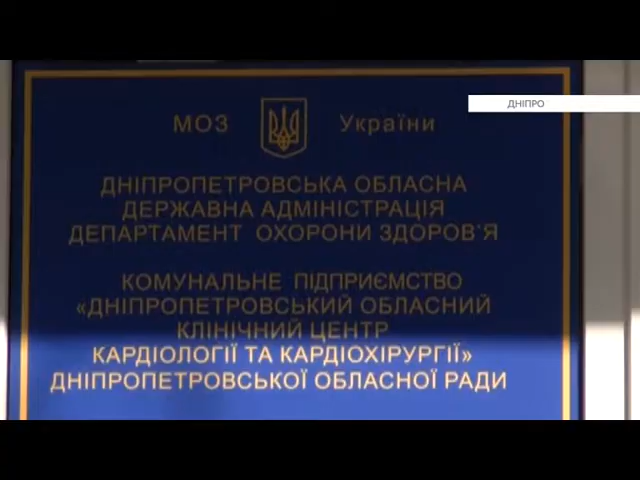 ДНІПРО
МОЗ України
ДНІПРОПЕТРОВСЬКА ОБЛАСНА
ДЕРЖАВНА АДМІНІСТРАЦІЯ
ДЕПАРТАМЕНТ ОХОРОНИ ЗДОРОВ`Я
КОМУНАЛЬНЕ ПІДПРИЄМСТВО
«ДНІПРОПЕТРОВСЬКИЙ ОБЛАСНИЙ
КЛІНІЧНИЙ ЦЕНТР
КАРДІОЛОГІЇ ТА КАРДІОХІРУРГІЇ»
ДНІПРОПЕТРОВСЬКОЇ ОБЛАСНОЇ РАДИ